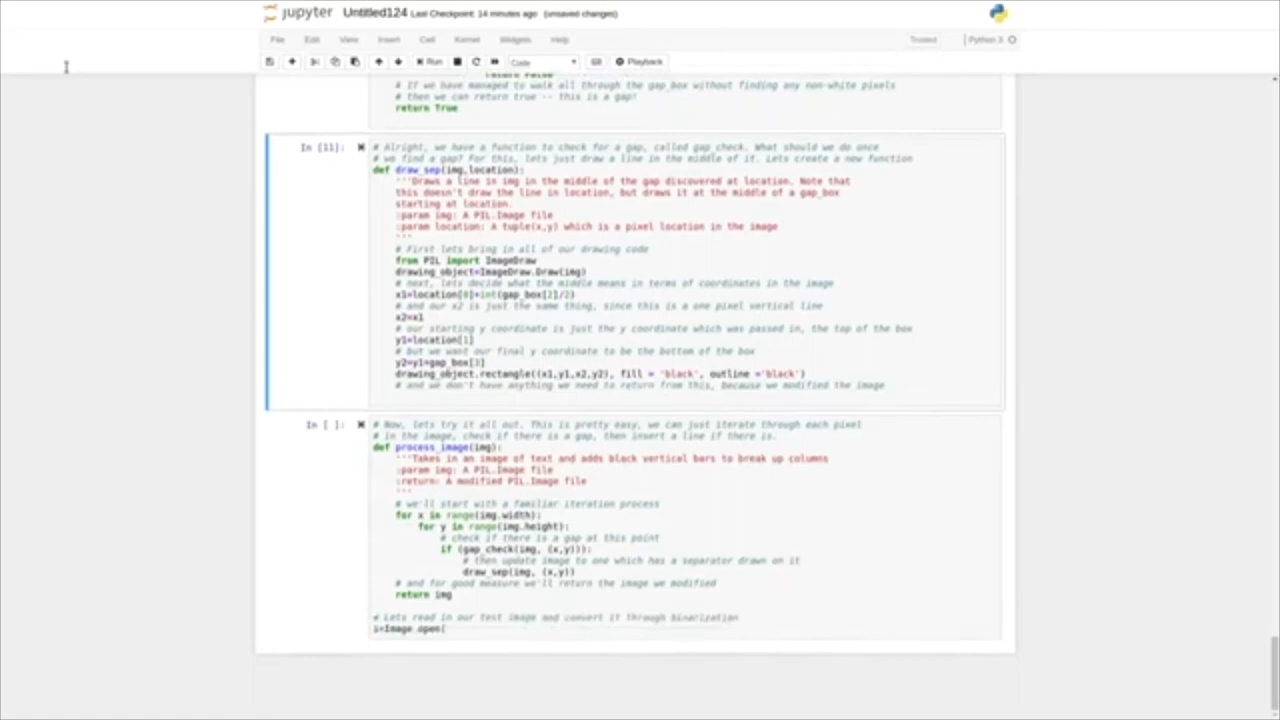 jupyter Untitled124 Last Checkpoint: 14 minutes ago (unsaved changes)
File Edit View Insert Cell Kernel Widgets Help Trusted Python 3
Run Code Playback
return False
# If we have managed to walk all through the gap_box without finding any non-white pixels
# then we can return true -- this is a gap!
return True
In [11]:
# Alright, we have a function to check for a gap, called gap_check. What should we do once
# we find a gap? For this, lets just draw a line in the middle of it. Lets create a new function
def draw_sep(img,location):
'''Draws a line in img in the middle of the gap discovered at location. Note that
this doesn't draw the line in location, but draws it at the middle of a gap_box
starting at location.
:param img: A PIL.Image file
:param location: A tuple(x,y) which is a pixel location in the image
'''
# First lets bring in all of our drawing code
from PIL import ImageDraw
drawing_object=ImageDraw.Draw(img)
# next, lets decide what the middle means in terms of coordinates in the image
x1=location[0]+int(gap_box[2]/2)
# and our x2 is just the same thing, since this is a one pixel vertical line
x2=x1
# our starting y coordinate is just the y coordinate which was passed in, the top of the box
y1=location[1]
# but we want our final y coordinate to be the bottom of the box
y2=y1+gap_box[3]
drawing_object.rectangle((x1,y1,x2,y2), fill = 'black', outline ='black')
# and we don't have anything we need to return from this, because we modified the image
In [ ]:
# Now, lets try it all out. This is pretty easy, we can just iterate through each pixel
# in the image, check if there is a gap, then insert a line if there is.
def process_image(img):
'''Takes in an image of text and adds black vertical bars to break up columns
:param img: A PIL.Image file
:return: A modified PIL.Image file
'''
# we'll start with a familiar iteration process
for x in range(img.width):
for y in range(img.height):
# check if there is a gap at this point
if (gap_check(img, (x,y))):
# then update image to one which has a separator drawn on it
draw_sep(img, (x,y))
# and for good measure we'll return the image we modified
return img
# Lets read in our test image and convert it through binarization
i=Image.open(